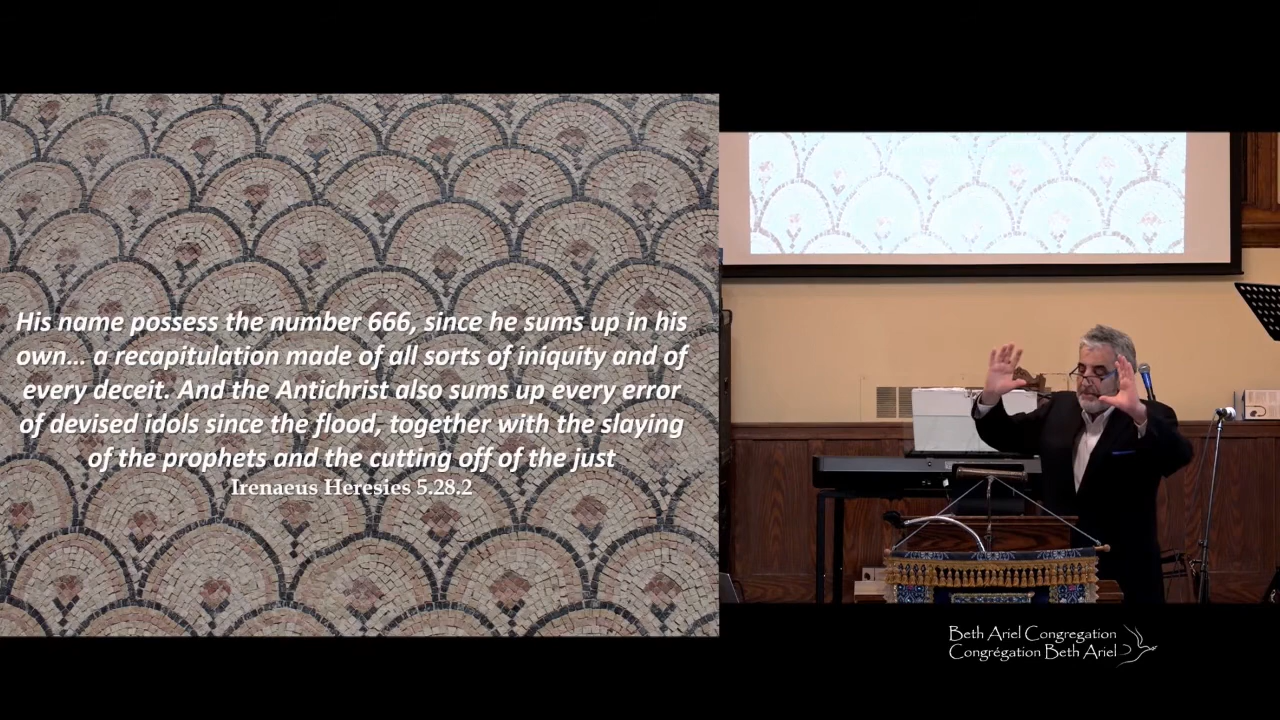 His name possess the number 666, since he sums up in his
own... a recapitulation made of all sorts of iniquity and of
every deceit. And the Antichrist also sums up every error
of devised idols since the flood, together with the slaying
of the prophets and the cutting off of the just
Irenaeus Heresies 5.28.2
Beth Ariel Congregation
Congrégation Beth Ariel